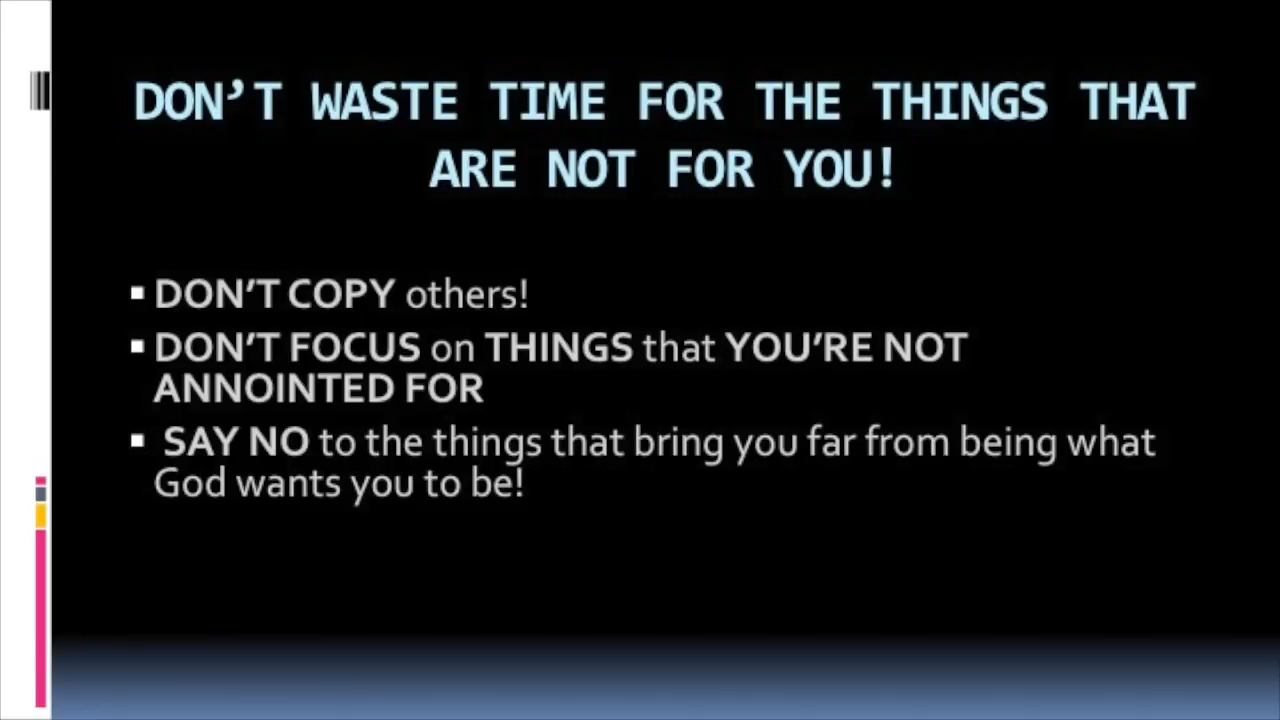 DON’T WASTE TIME FOR THE THINGS THAT
ARE NOT FOR YOU!
▪ DON’T COPY others!
▪ DON’T FOCUS on THINGS that YOU’RE NOT
ANNOINTED FOR
▪ SAY NO to the things that bring you far from being what
God wants you to be!